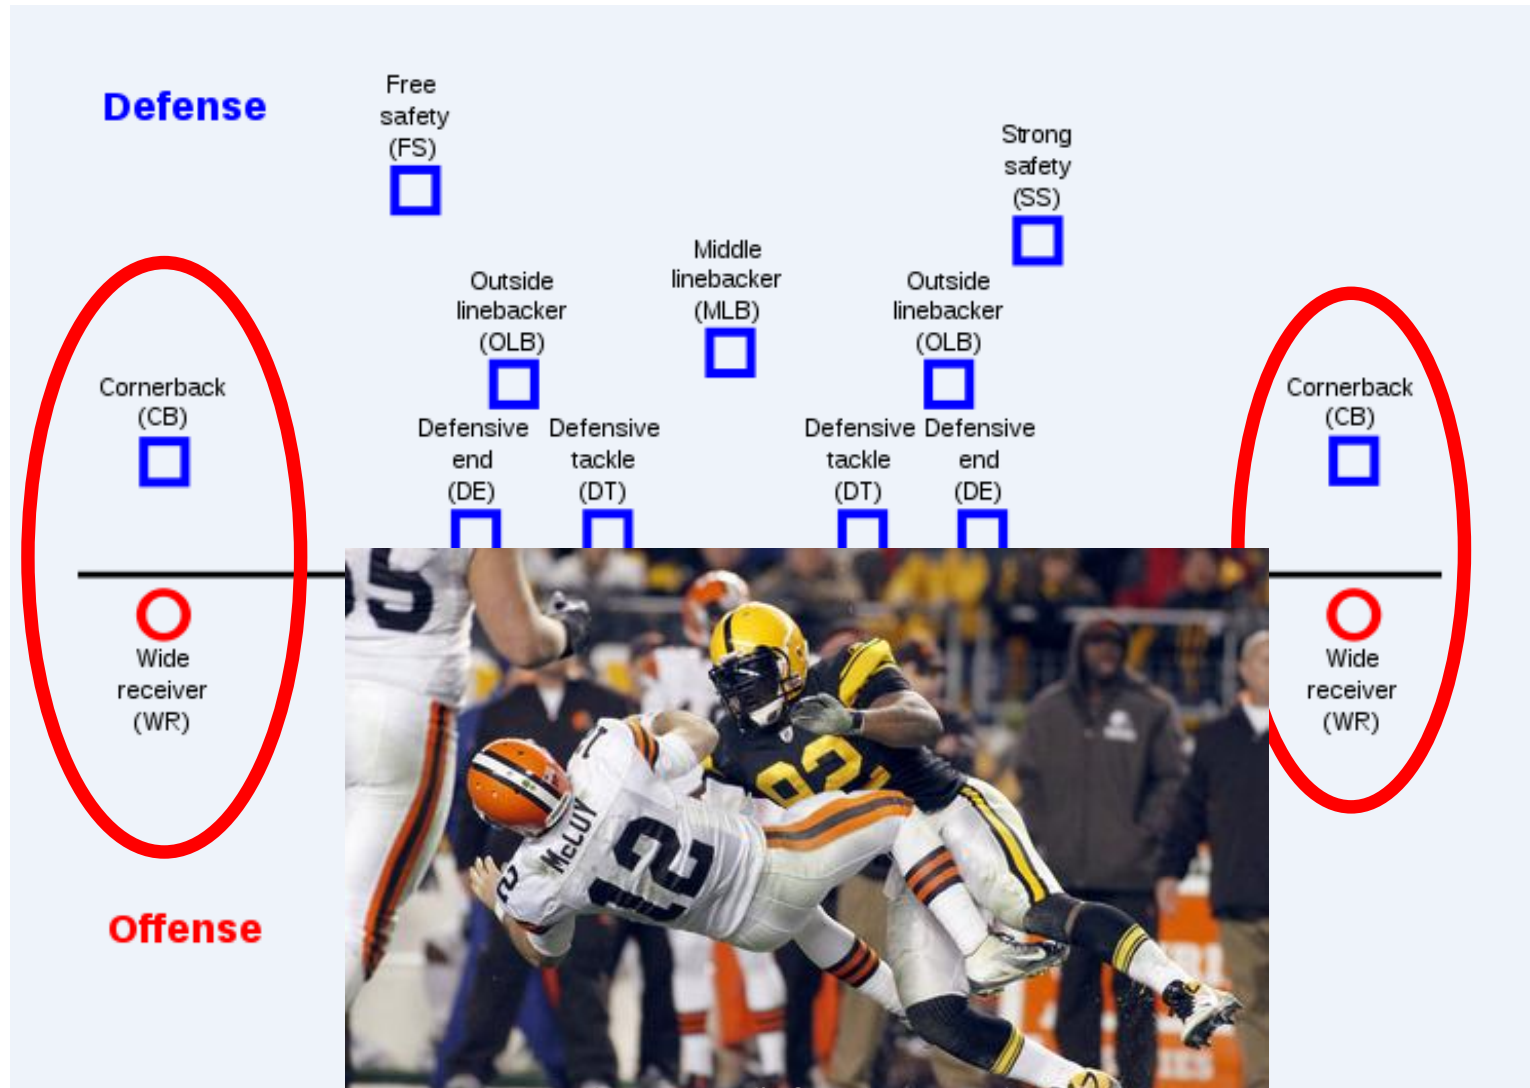 Defense
Free
safety
(FS)
Strong
safety
(SS)
Middle
linebacker
(MLB)
Outside
linebacker
(OLB)
Outside
linebacker
(OLB)
Cornerback
(CB)
Cornerback
(CB)
Defensive
end
(DE)
Defensive
tackle
(DT)
Defensive
tackle
(DT)
Defensive
end
(DE)
Wide
receiver
(WR)
Wide
receiver
(WR)
Offense
55
92
McCOY
12
12